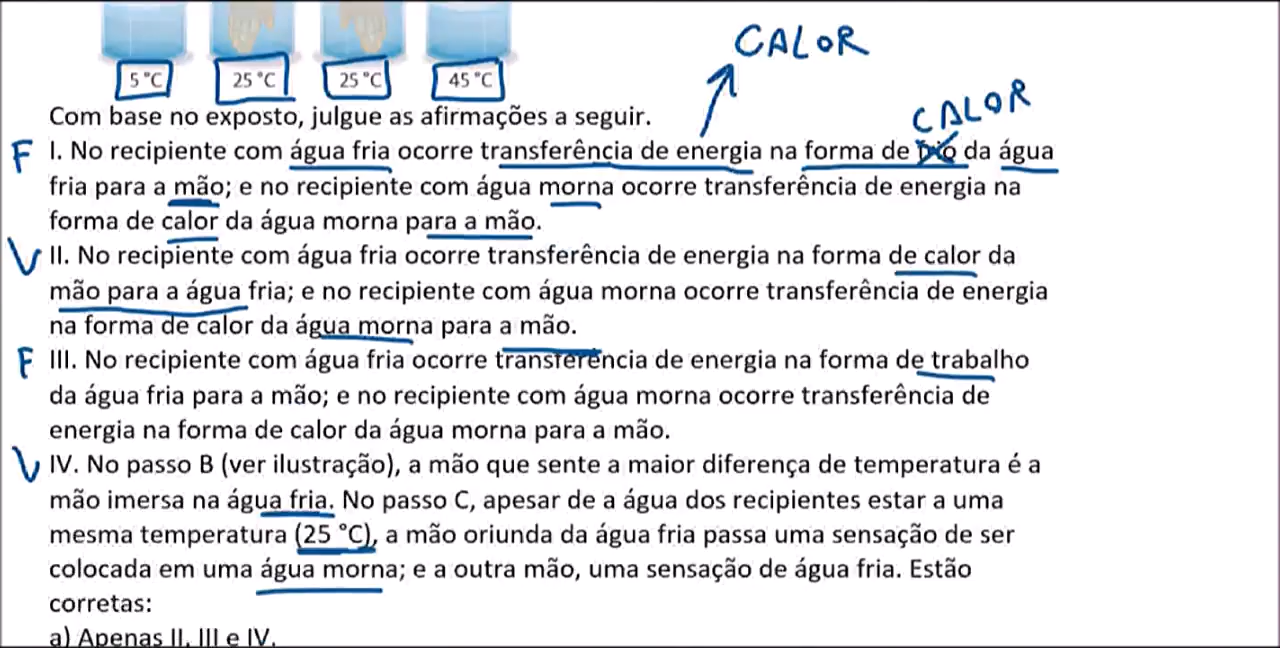 CALOR
5 °C 25 °C 25 °C 45 °C
Com base no exposto, julgue as afirmações a seguir.
CALOR
F I. No recipiente com água fria ocorre transferência de energia na forma de frio da água
fria para a mão; e no recipiente com água morna ocorre transferência de energia na
forma de calor da água morna para a mão.
V II. No recipiente com água fria ocorre transferência de energia na forma de calor da
mão para a água fria; e no recipiente com água morna ocorre transferência de energia
na forma de calor da água morna para a mão.
F III. No recipiente com água fria ocorre transferência de energia na forma de trabalho
da água fria para a mão; e no recipiente com água morna ocorre transferência de
energia na forma de calor da água morna para a mão.
V IV. No passo B (ver ilustração), a mão que sente a maior diferença de temperatura é a
mão imersa na água fria. No passo C, apesar de a água dos recipientes estar a uma
mesma temperatura (25 °C), a mão oriunda da água fria passa uma sensação de ser
colocada em uma água morna; e a outra mão, uma sensação de água fria. Estão
corretas:
a) Apenas II, III e IV.